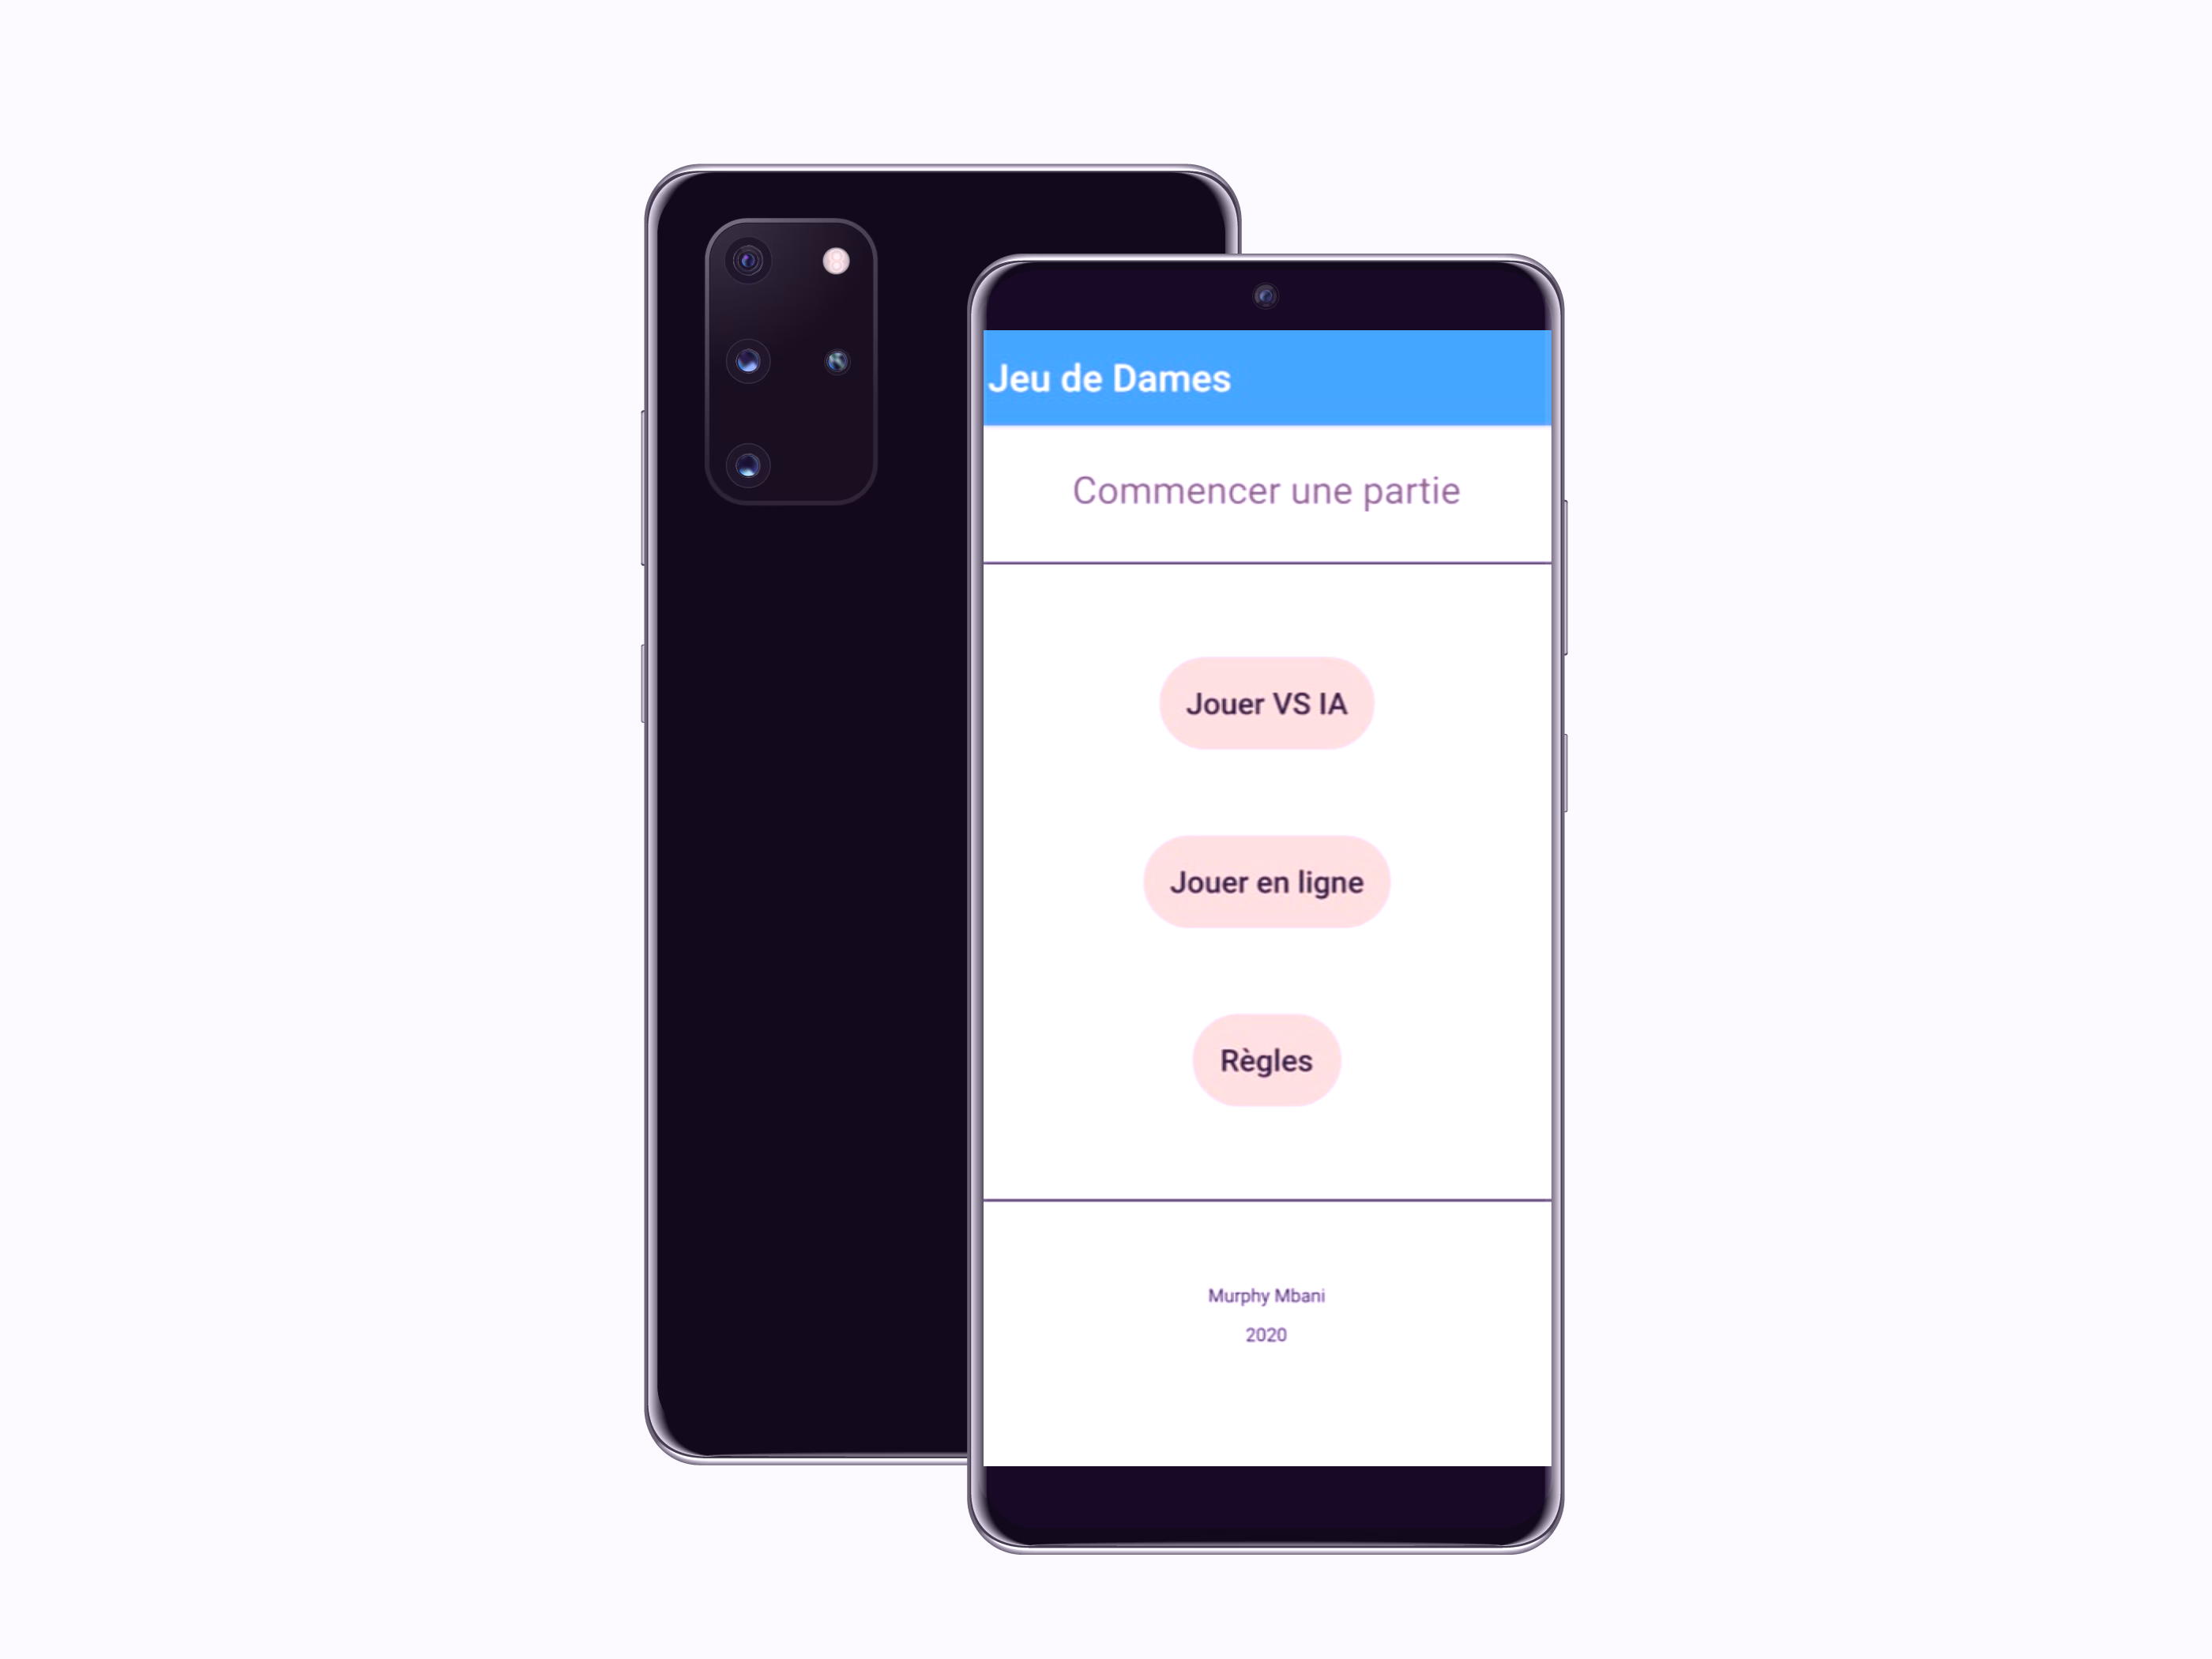 Jeu de Dames
Commencer une partie
Jouer VS IA
Jouer en ligne
Règles
Murphy Mbani
2020